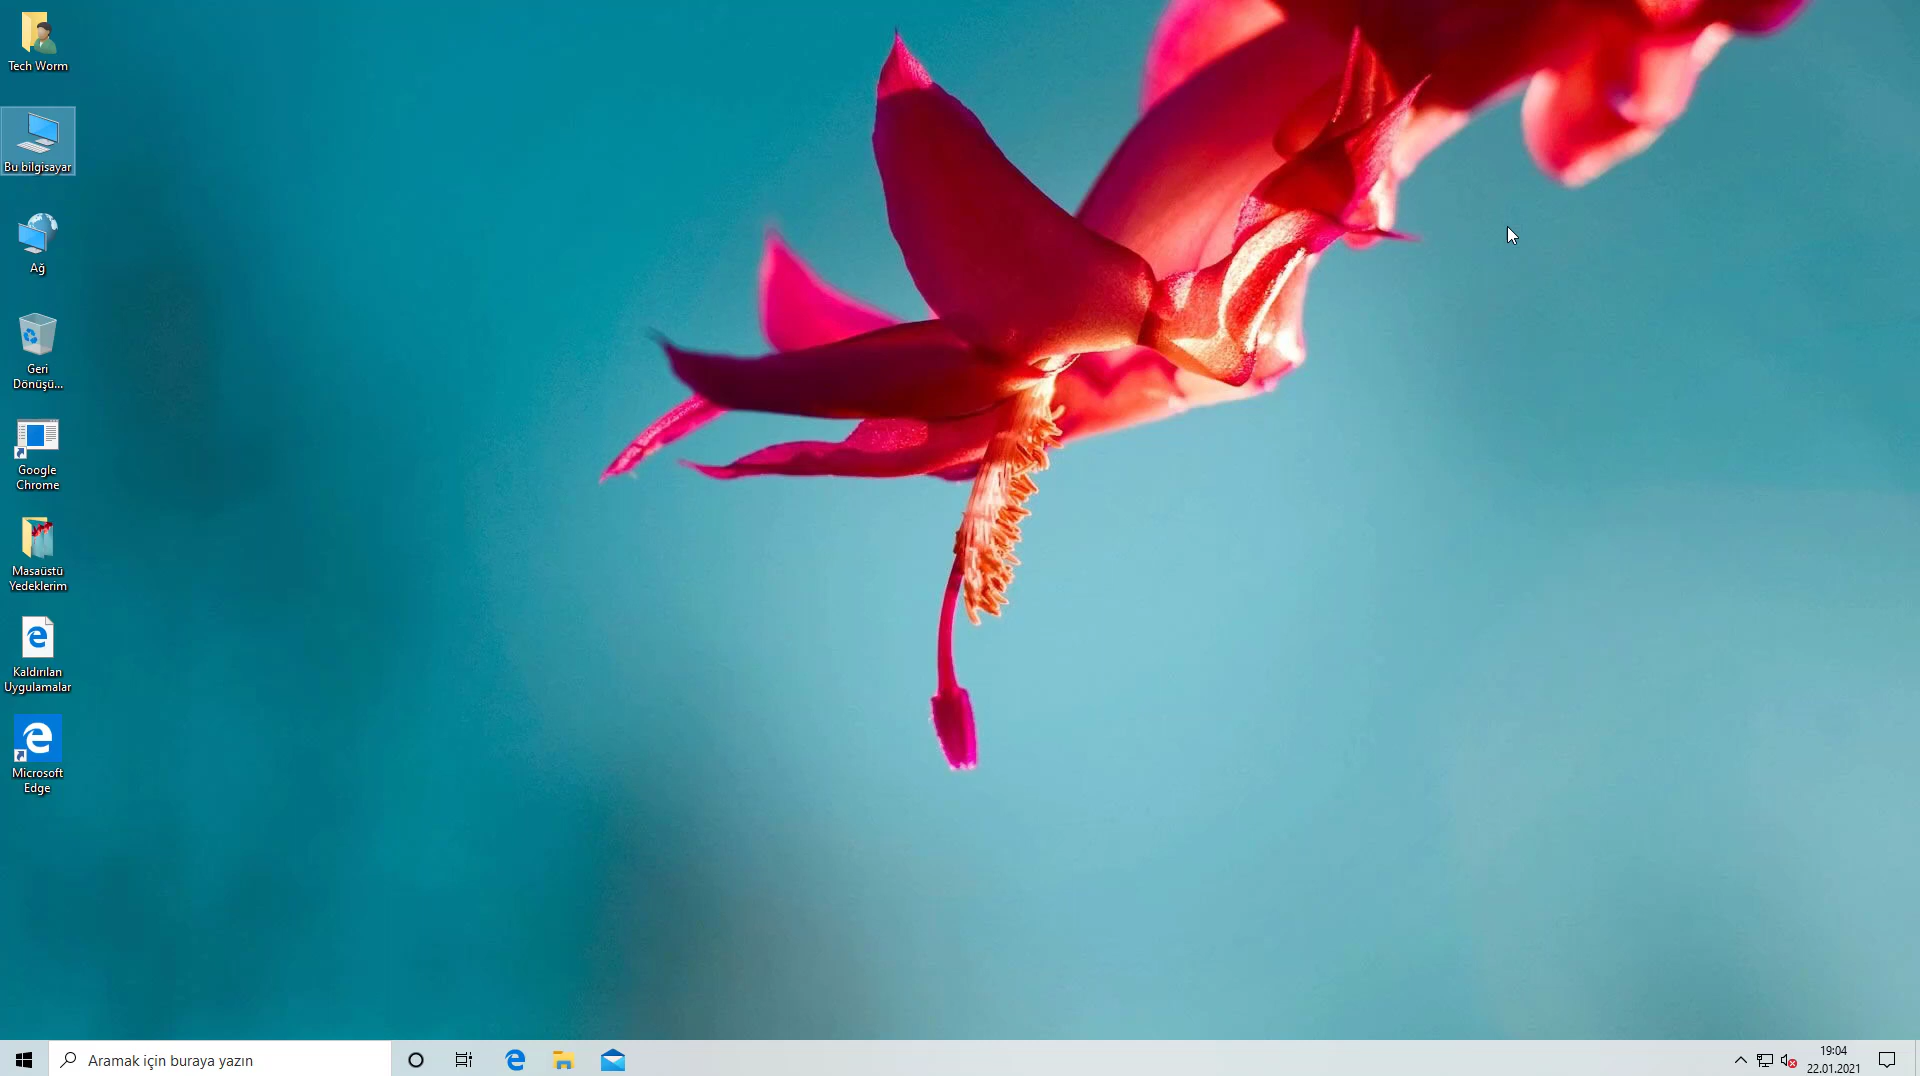 Tech Worm
Bu bilgisayar
Ağ
Geri
Dönüşü...
Google
Chrome
Masaüstü
Yedeklerim
Kaldırılan
Uygulamalar
Microsoft
Edge
Aramak için buraya yazın
19:04
22.01.2021